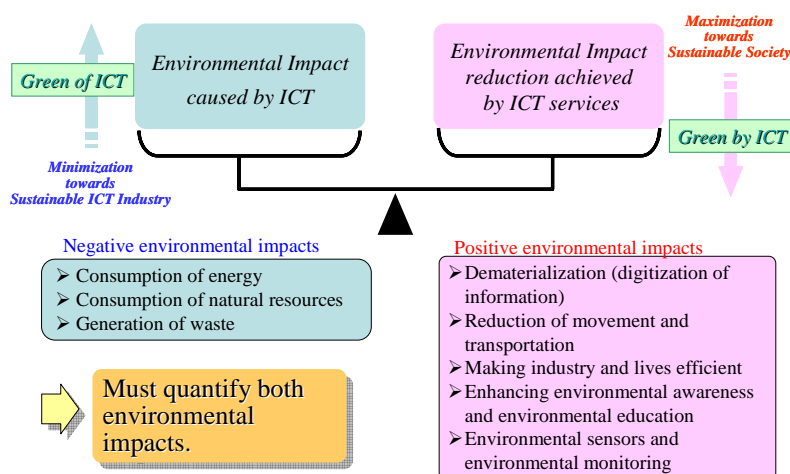 Green of ICT
Minimization
towards
Sustainable ICT Industry
Environmental Impact
caused by ICT
Environmental Impact
reduction achieved
by ICT services
Maximization
towards
Sustainable Society
Green by ICT
Negative environmental impacts
➢ Consumption of energy
➢ Consumption of natural resources
➢ Generation of waste
Must quantify both
environmental
impacts.
Positive environmental impacts
➢Dematerialization (digitization of
information)
➢Reduction of movement and
transportation
➢Making industry and lives efficient
➢Enhancing environmental awareness
and environmental education
➢Environmental sensors and
environmental monitoring